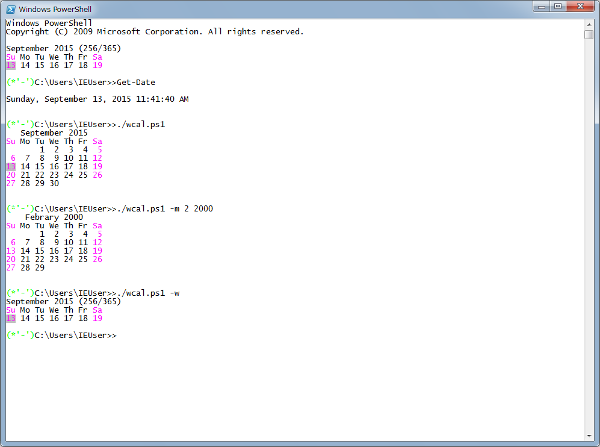 Windows PowerShell
Windows PowerShell
Copyright (C) 2009 Microsoft Corporation. All rights reserved.
September 2015 (256/365)
Su Mo Tu We Th Fr Sa
13 14 15 16 17 18 19
(*'-')C:\Users\IEUser>>Get-Date
Sunday, September 13, 2015 11:41:40 AM
(*'-')C:\Users\IEUser>>./wcal.ps1
September 2015
Su Mo Tu We Th Fr Sa
1 2 3 4 5
6 7 8 9 10 11 12
13 14 15 16 17 18 19
20 21 22 23 24 25 26
27 28 29 30
(*'-')C:\Users\IEUser>>./wcal.ps1 -m 2 2000
Febrary 2000
Su Mo Tu We Th Fr Sa
1 2 3 4 5
6 7 8 9 10 11 12
13 14 15 16 17 18 19
20 21 22 23 24 25 26
27 28 29
(*'-')C:\Users\IEUser>>./wcal.ps1 -w
September 2015 (256/365)
Su Mo Tu We Th Fr Sa
13 14 15 16 17 18 19
(*'-')C:\Users\IEUser>>